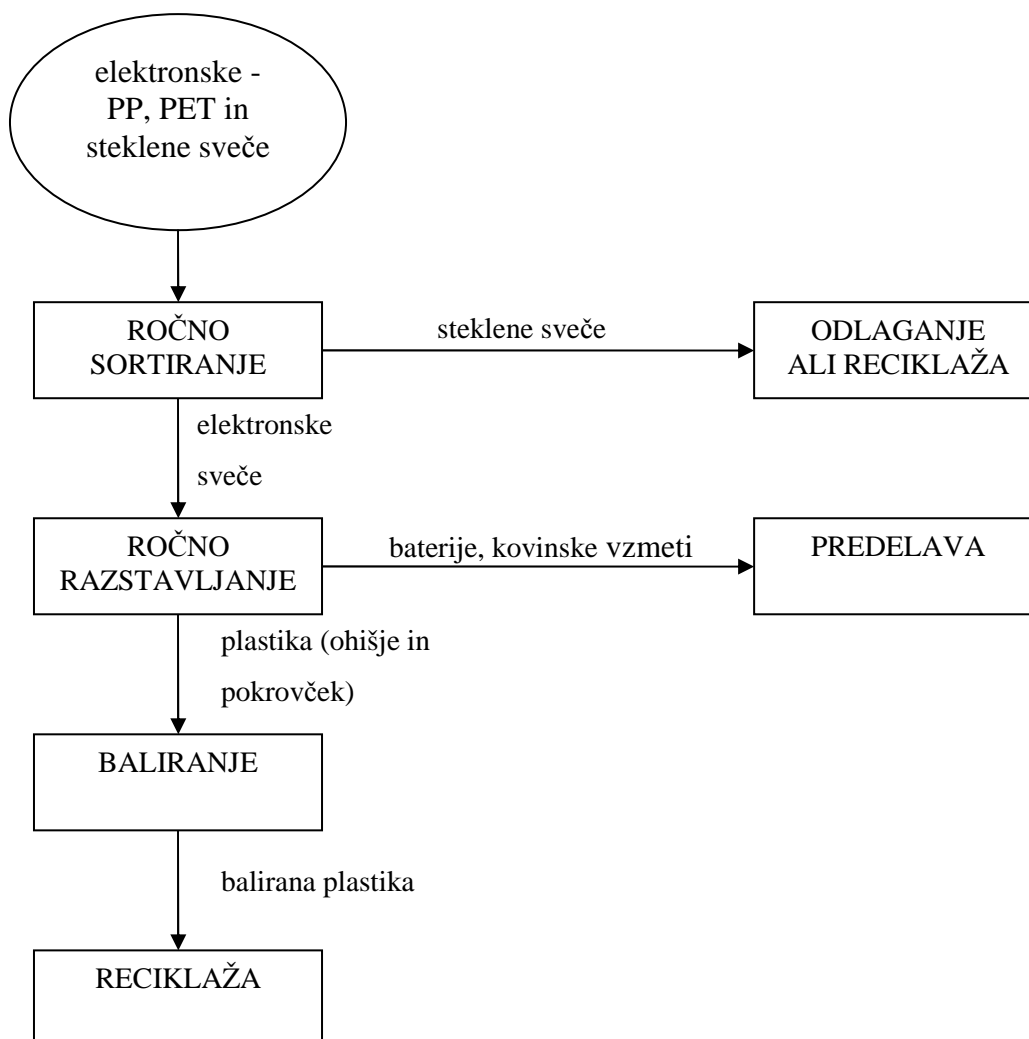 elektronske -
PP, PET in
steklene sveče
ROČNO
SORTIRANJE
steklene sveče
ODLAGANJE
ALI RECIKLAŽA
elektronske
sveče
ROČNO
RAZSTAVLJANJE
baterije, kovinske vzmeti
PREDELAVA
plastika (ohišje in
pokrovček)
BALIRANJE
balirana plastika
RECIKLAŽA